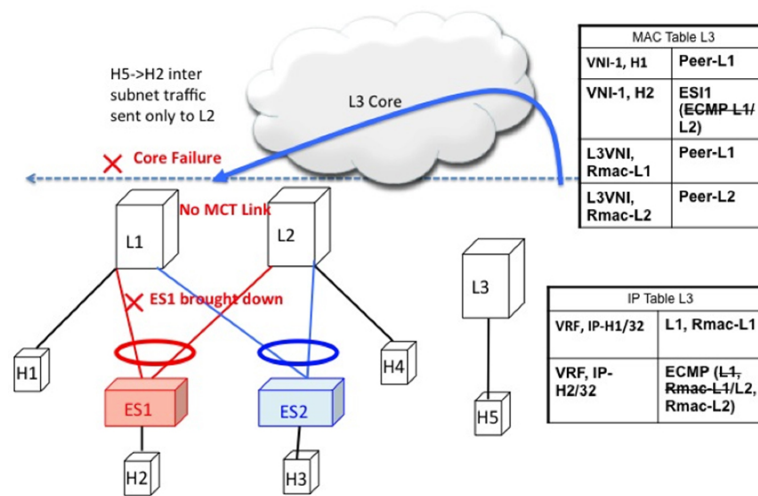 H5->H2 inter
subnet traffic
sent only to L2
L3 Core
Core Failure
No MCT Link
L1
L2
L3
ES1 brought down
H1
H4
ES1
ES2
H2
H3
H5
MAC Table L3
VNI-1, H1 Peer-L1
VNI-1, H2 ESI1
(ECMP L1/
L2)
L3VNI, Peer-L1
Rmac-L1
L3VNI, Peer-L2
Rmac-L2
IP Table L3
VRF, IP-H1/32 L1, Rmac-L1
VRF, IP- ECMP (L1,
H2/32 Rmac-L1/L2,
Rmac-L2)